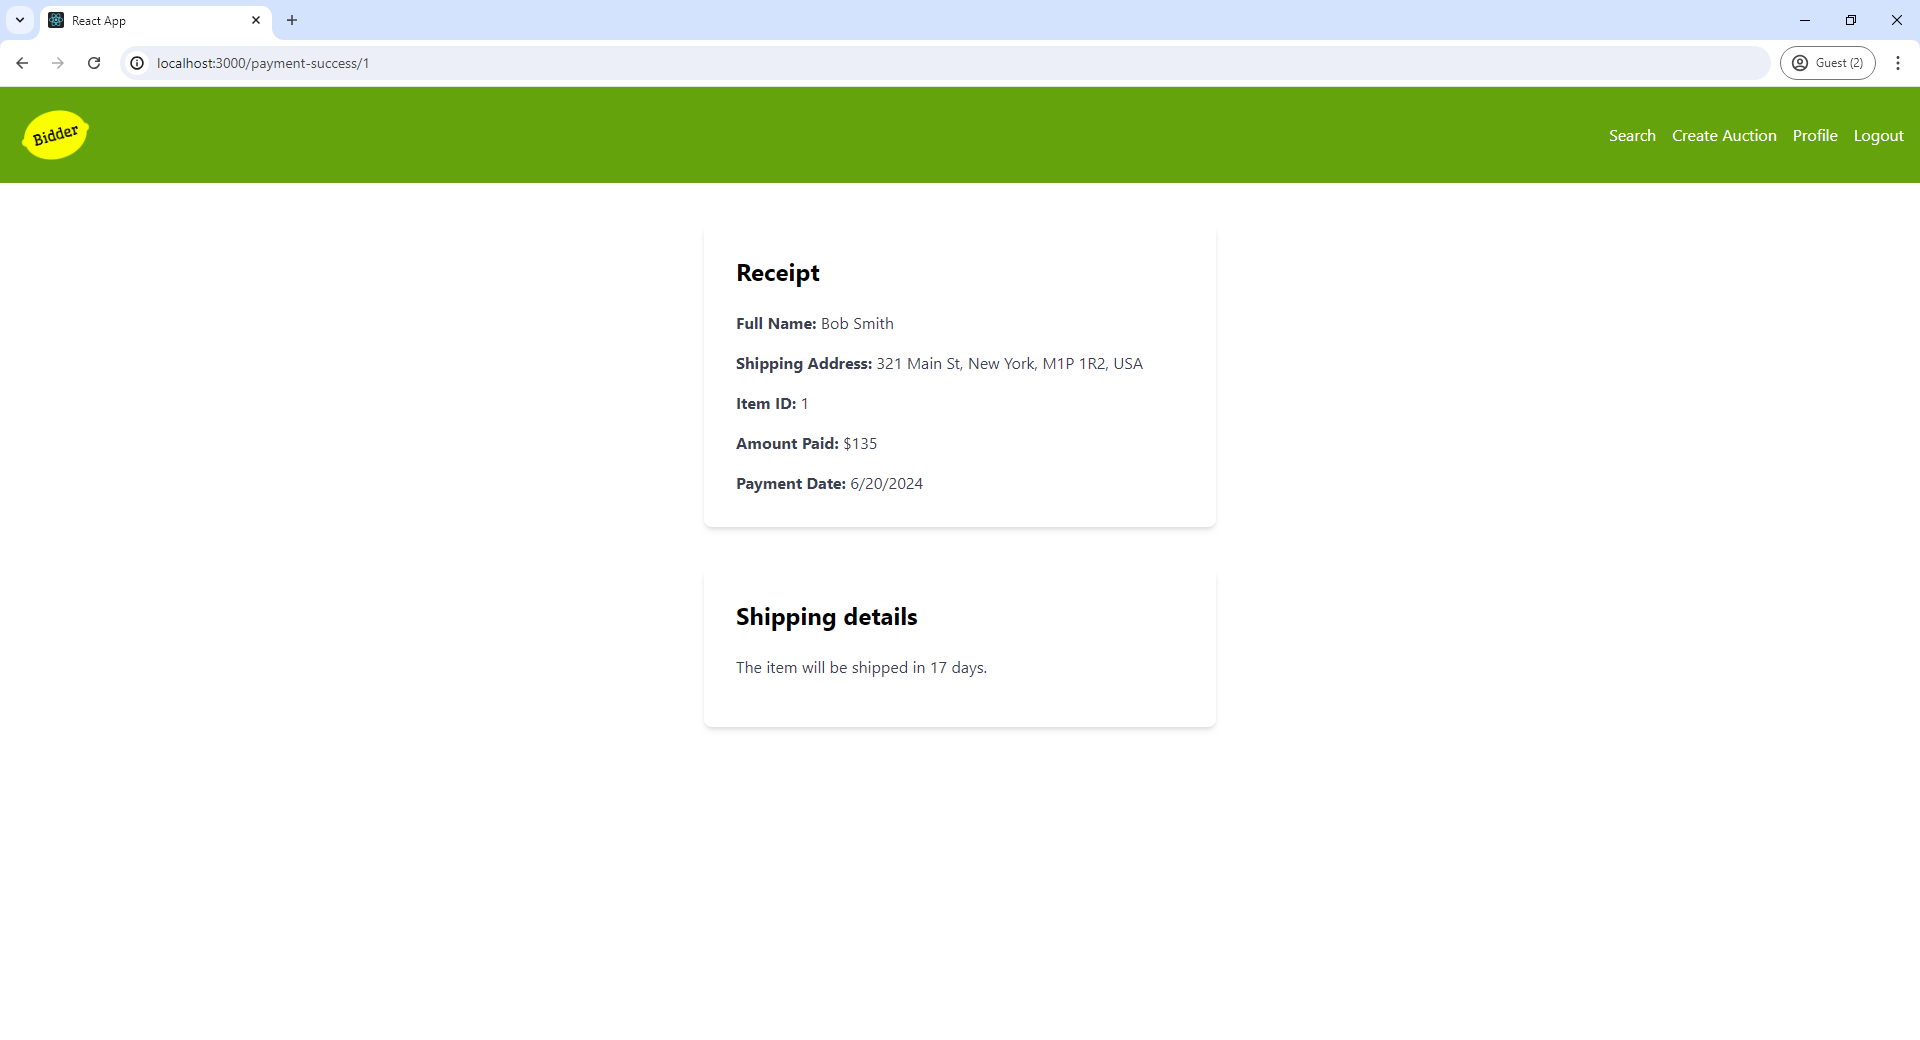 React App
localhost:3000/payment-success/1
Guest (2)
Bidder
Search Create Auction Profile Logout
Receipt
Full Name: Bob Smith
Shipping Address: 321 Main St, New York, M1P 1R2, USA
Item ID: 1
Amount Paid: $135
Payment Date: 6/20/2024
Shipping details
The item will be shipped in 17 days.